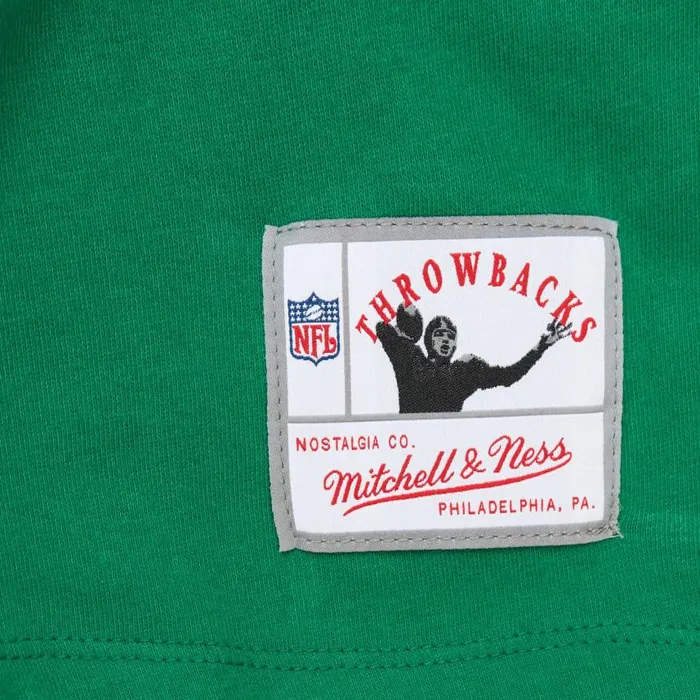 THROWBACKS
NFL
NOSTALGIA CO.
Mitchell & Ness
PHILADELPHIA, PA.